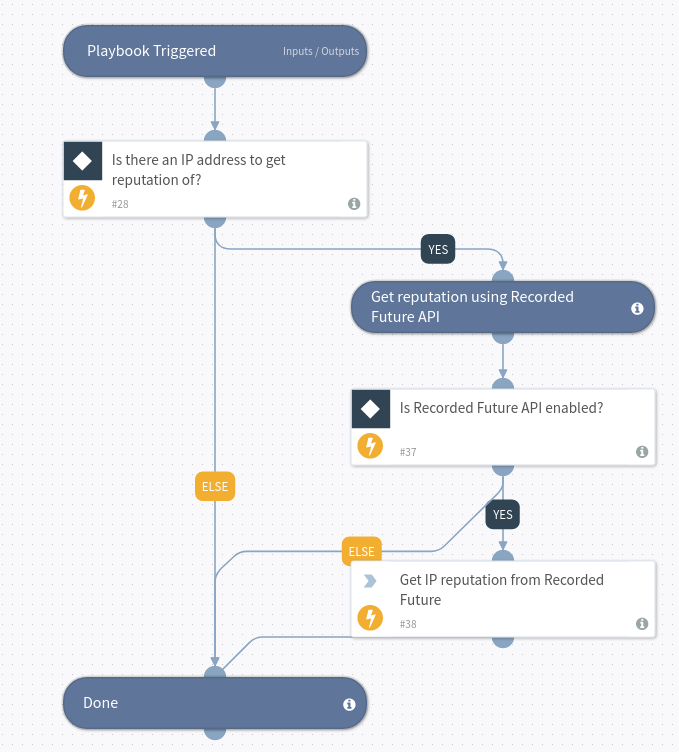 Playbook Triggered
Inputs / Outputs
Is there an IP address to get
reputation of?
#28
YES
Get reputation using Recorded
Future API
Is Recorded Future API enabled?
#37
ELSE
YES
ELSE
Get IP reputation from Recorded
Future
#38
Done